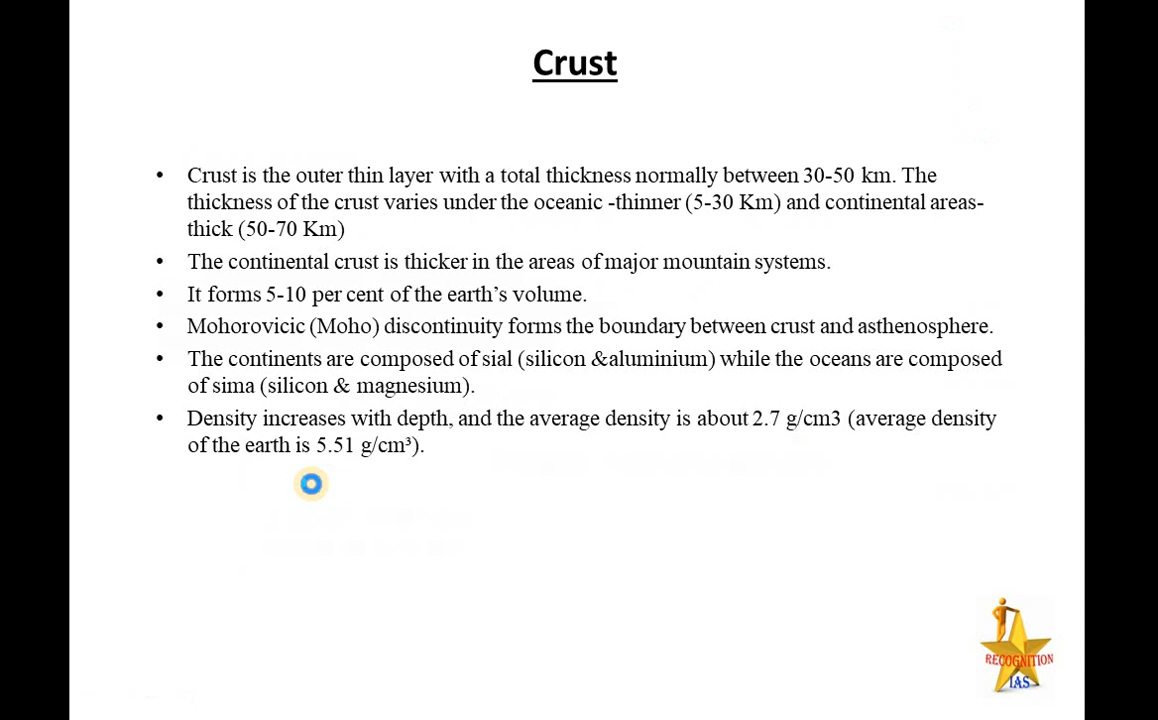 Crust
• Crust is the outer thin layer with a total thickness normally between 30-50 km. The
thickness of the crust varies under the oceanic -thinner (5-30 Km) and continental areas-
thick (50-70 Km)
• The continental crust is thicker in the areas of major mountain systems.
• It forms 5-10 per cent of the earth’s volume.
• Mohorovicic (Moho) discontinuity forms the boundary between crust and asthenosphere.
• The continents are composed of sial (silicon &aluminium) while the oceans are composed
of sima (silicon & magnesium).
• Density increases with depth, and the average density is about 2.7 g/cm3 (average density
of the earth is 5.51 g/cm³).
RECOGNITION
IAS